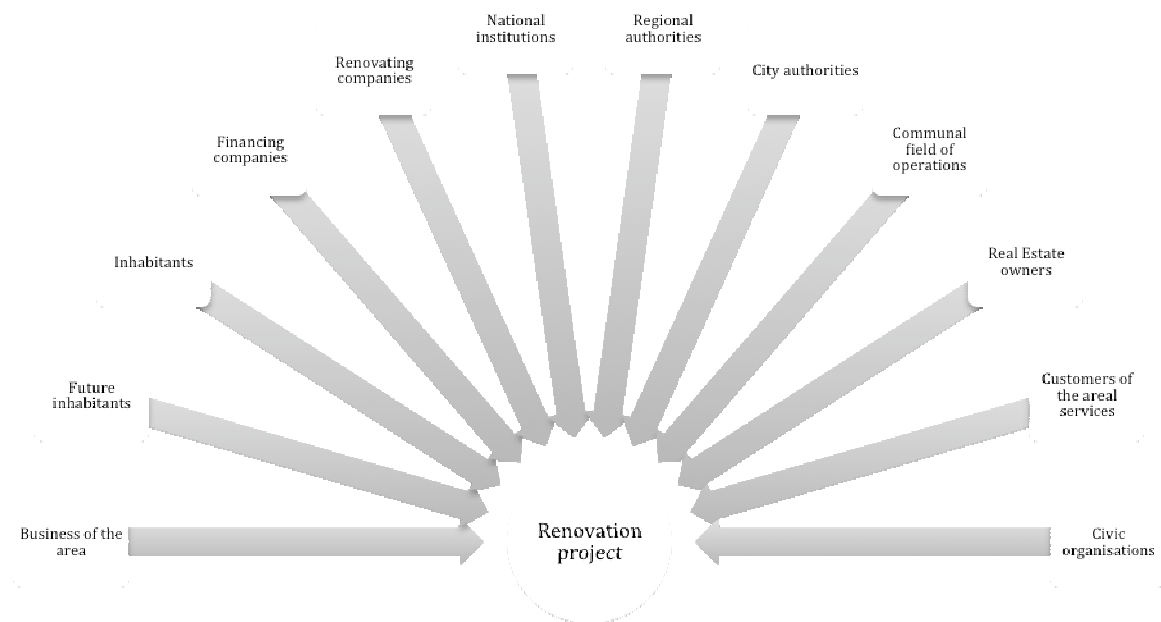 National
institutions
Regional
authorities
Renovating
companies
City authorities
Financing
companies
Communal
field of
operations
Inhabitants
Real Estate
owners
Future
inhabitants
Customers of
the areal
services
Business of the
area
Renovation
project
Civic
organisations